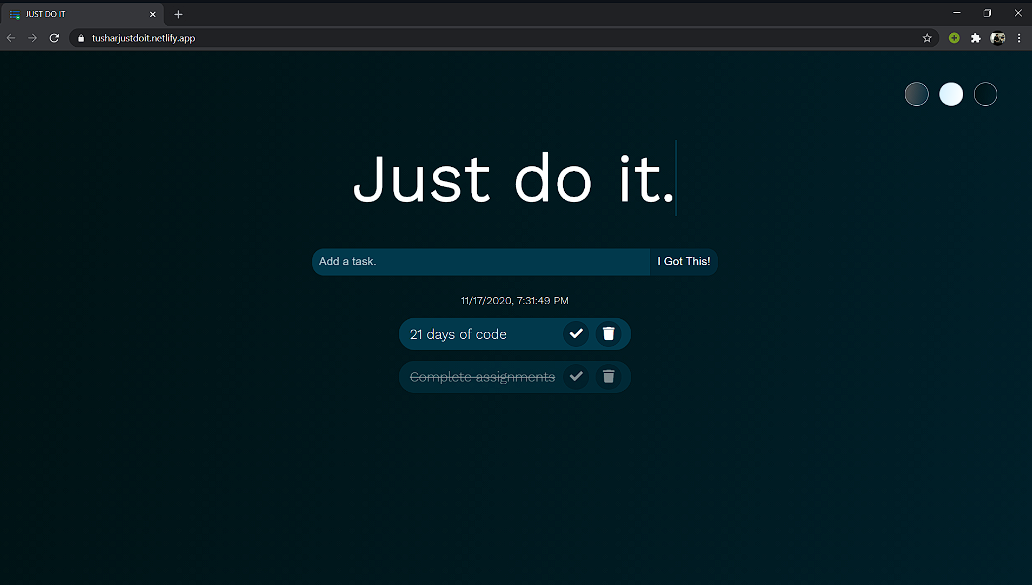 JUST DO IT
tusharjustdoit.netlify.app
Just do it.
Add a task.
I Got This!
11/17/2020, 7:31:49 PM
21 days of code
Complete assignments